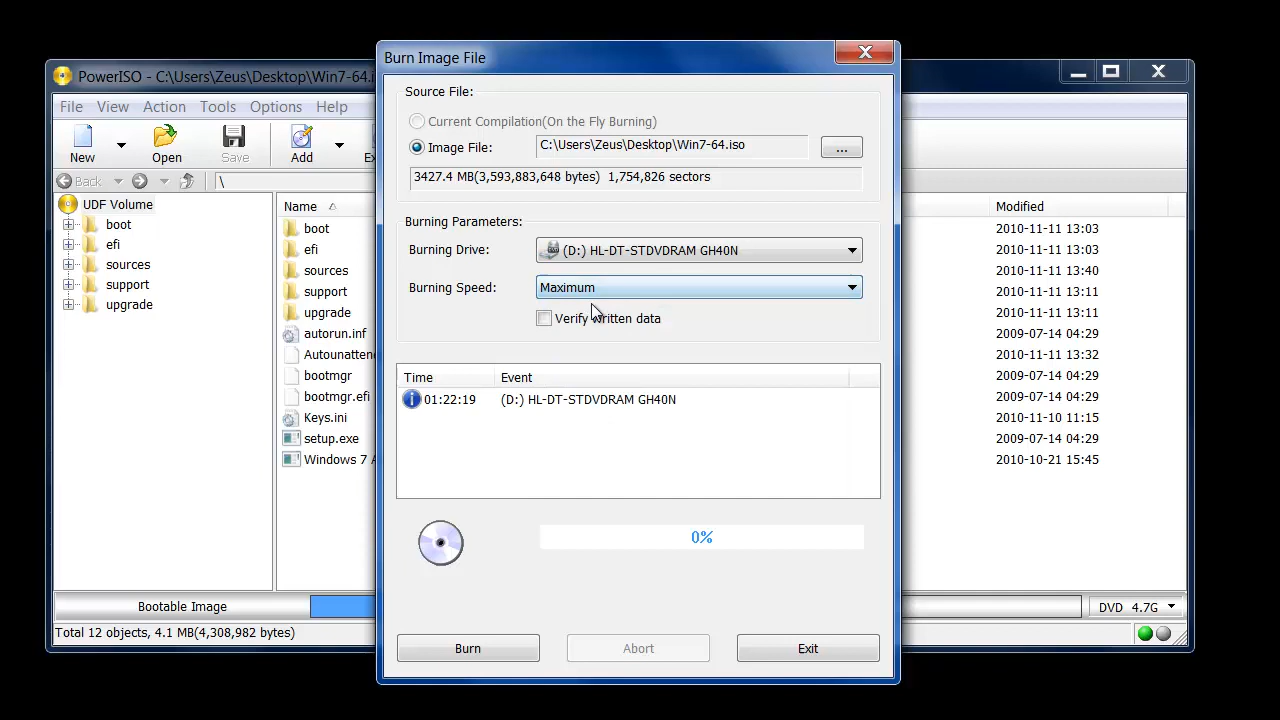 Burn Image File
PowerISO - C:\Users\Zeus\Desktop\Win7-64.i
File View Action Tools Options Help
New Open Save Add Ex
Back \
UDF Volume
boot
efi
sources
support
upgrade
Name Modified
boot 2010-11-11 13:03
efi 2010-11-11 13:03
sources 2010-11-11 13:40
support 2010-11-11 13:11
upgrade 2010-11-11 13:11
autorun.inf 2009-07-14 04:29
Autounatten 2010-11-11 13:32
bootmgr 2009-07-14 04:29
bootmgr.efi 2009-07-14 04:29
Keys.ini 2010-11-10 11:15
setup.exe 2009-07-14 04:29
Windows 7 A 2010-10-21 15:45
Source File:
Current Compilation(On the Fly Burning)
Image File: C:\Users\Zeus\Desktop\Win7-64.iso ...
3427.4 MB(3,593,883,648 bytes) 1,754,826 sectors
Burning Parameters:
Burning Drive: (D:) HL-DT-STDVDRAM GH40N
Burning Speed: Maximum
Verify written data
Time Event
01:22:19 (D:) HL-DT-STDVDRAM GH40N
0%
Burn Abort Exit
Bootable Image DVD 4.7G
Total 12 objects, 4.1 MB(4,308,982 bytes)